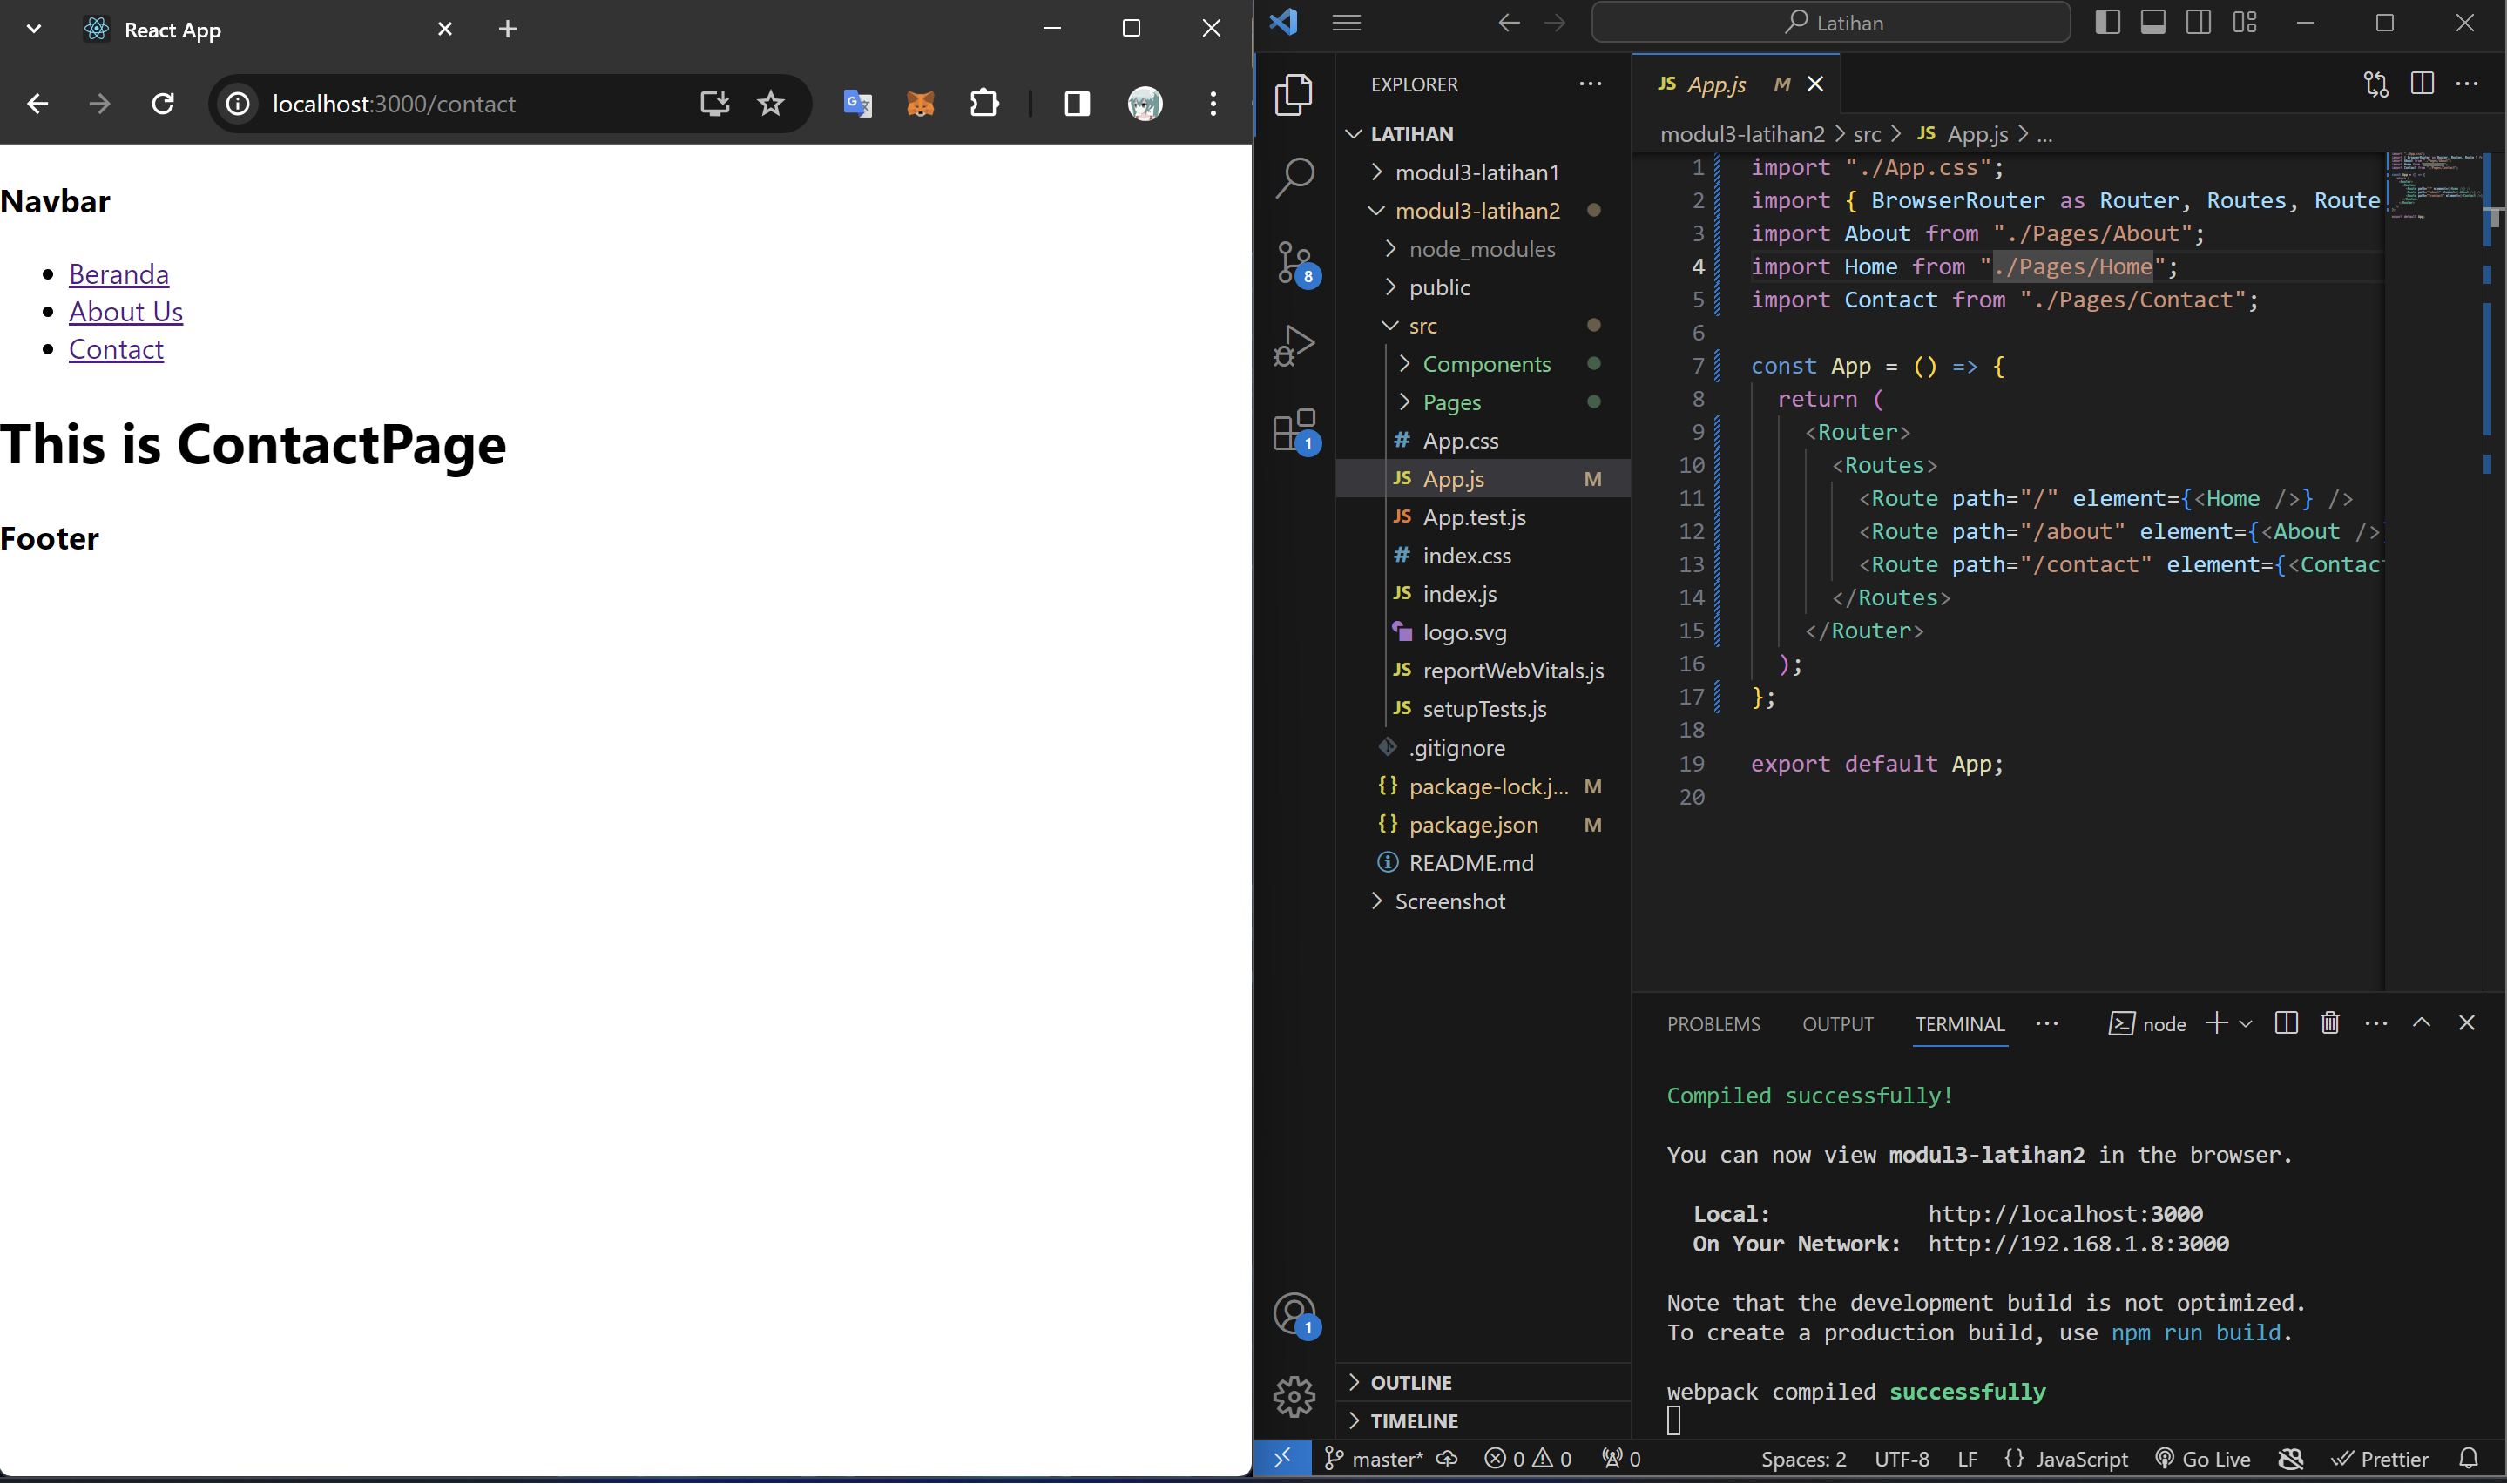 React App
localhost:3000/contact
Navbar
Beranda
About Us
Contact
This is ContactPage
Footer
Latihan
EXPLORER
LATIHAN
modul3-latihan1
modul3-latihan2
node_modules
public
src
Components
Pages
# App.css
JS App.js M
JS App.test.js
# index.css
JS index.js
logo.svg
JS reportWebVitals.js
JS setupTests.js
.gitignore
{} package-lock.j... M
{} package.json M
README.md
Screenshot
OUTLINE
TIMELINE
8
1
1
JS App.js M
modul3-latihan2 > src > JS App.js > ...
1 import "./App.css";
2 import { BrowserRouter as Router, Routes, Route
3 import About from "./Pages/About";
4 import Home from "./Pages/Home";
5 import Contact from "./Pages/Contact";
6
7 const App = () => {
8 return (
9 <Router>
10 <Routes>
11 <Route path="/" element={<Home />} />
12 <Route path="/about" element={<About />}
13 <Route path="/contact" element={<Contac
14 </Routes>
15 </Router>
16 );
17 };
18
19 export default App;
20
PROBLEMS OUTPUT TERMINAL ... node
Compiled successfully!
You can now view modul3-latihan2 in the browser.
Local: http://localhost:3000
On Your Network: http://192.168.1.8:3000
Note that the development build is not optimized.
To create a production build, use npm run build.
webpack compiled successfully
master* 0 0 0 Spaces: 2 UTF-8 LF {} JavaScript Go Live Prettier